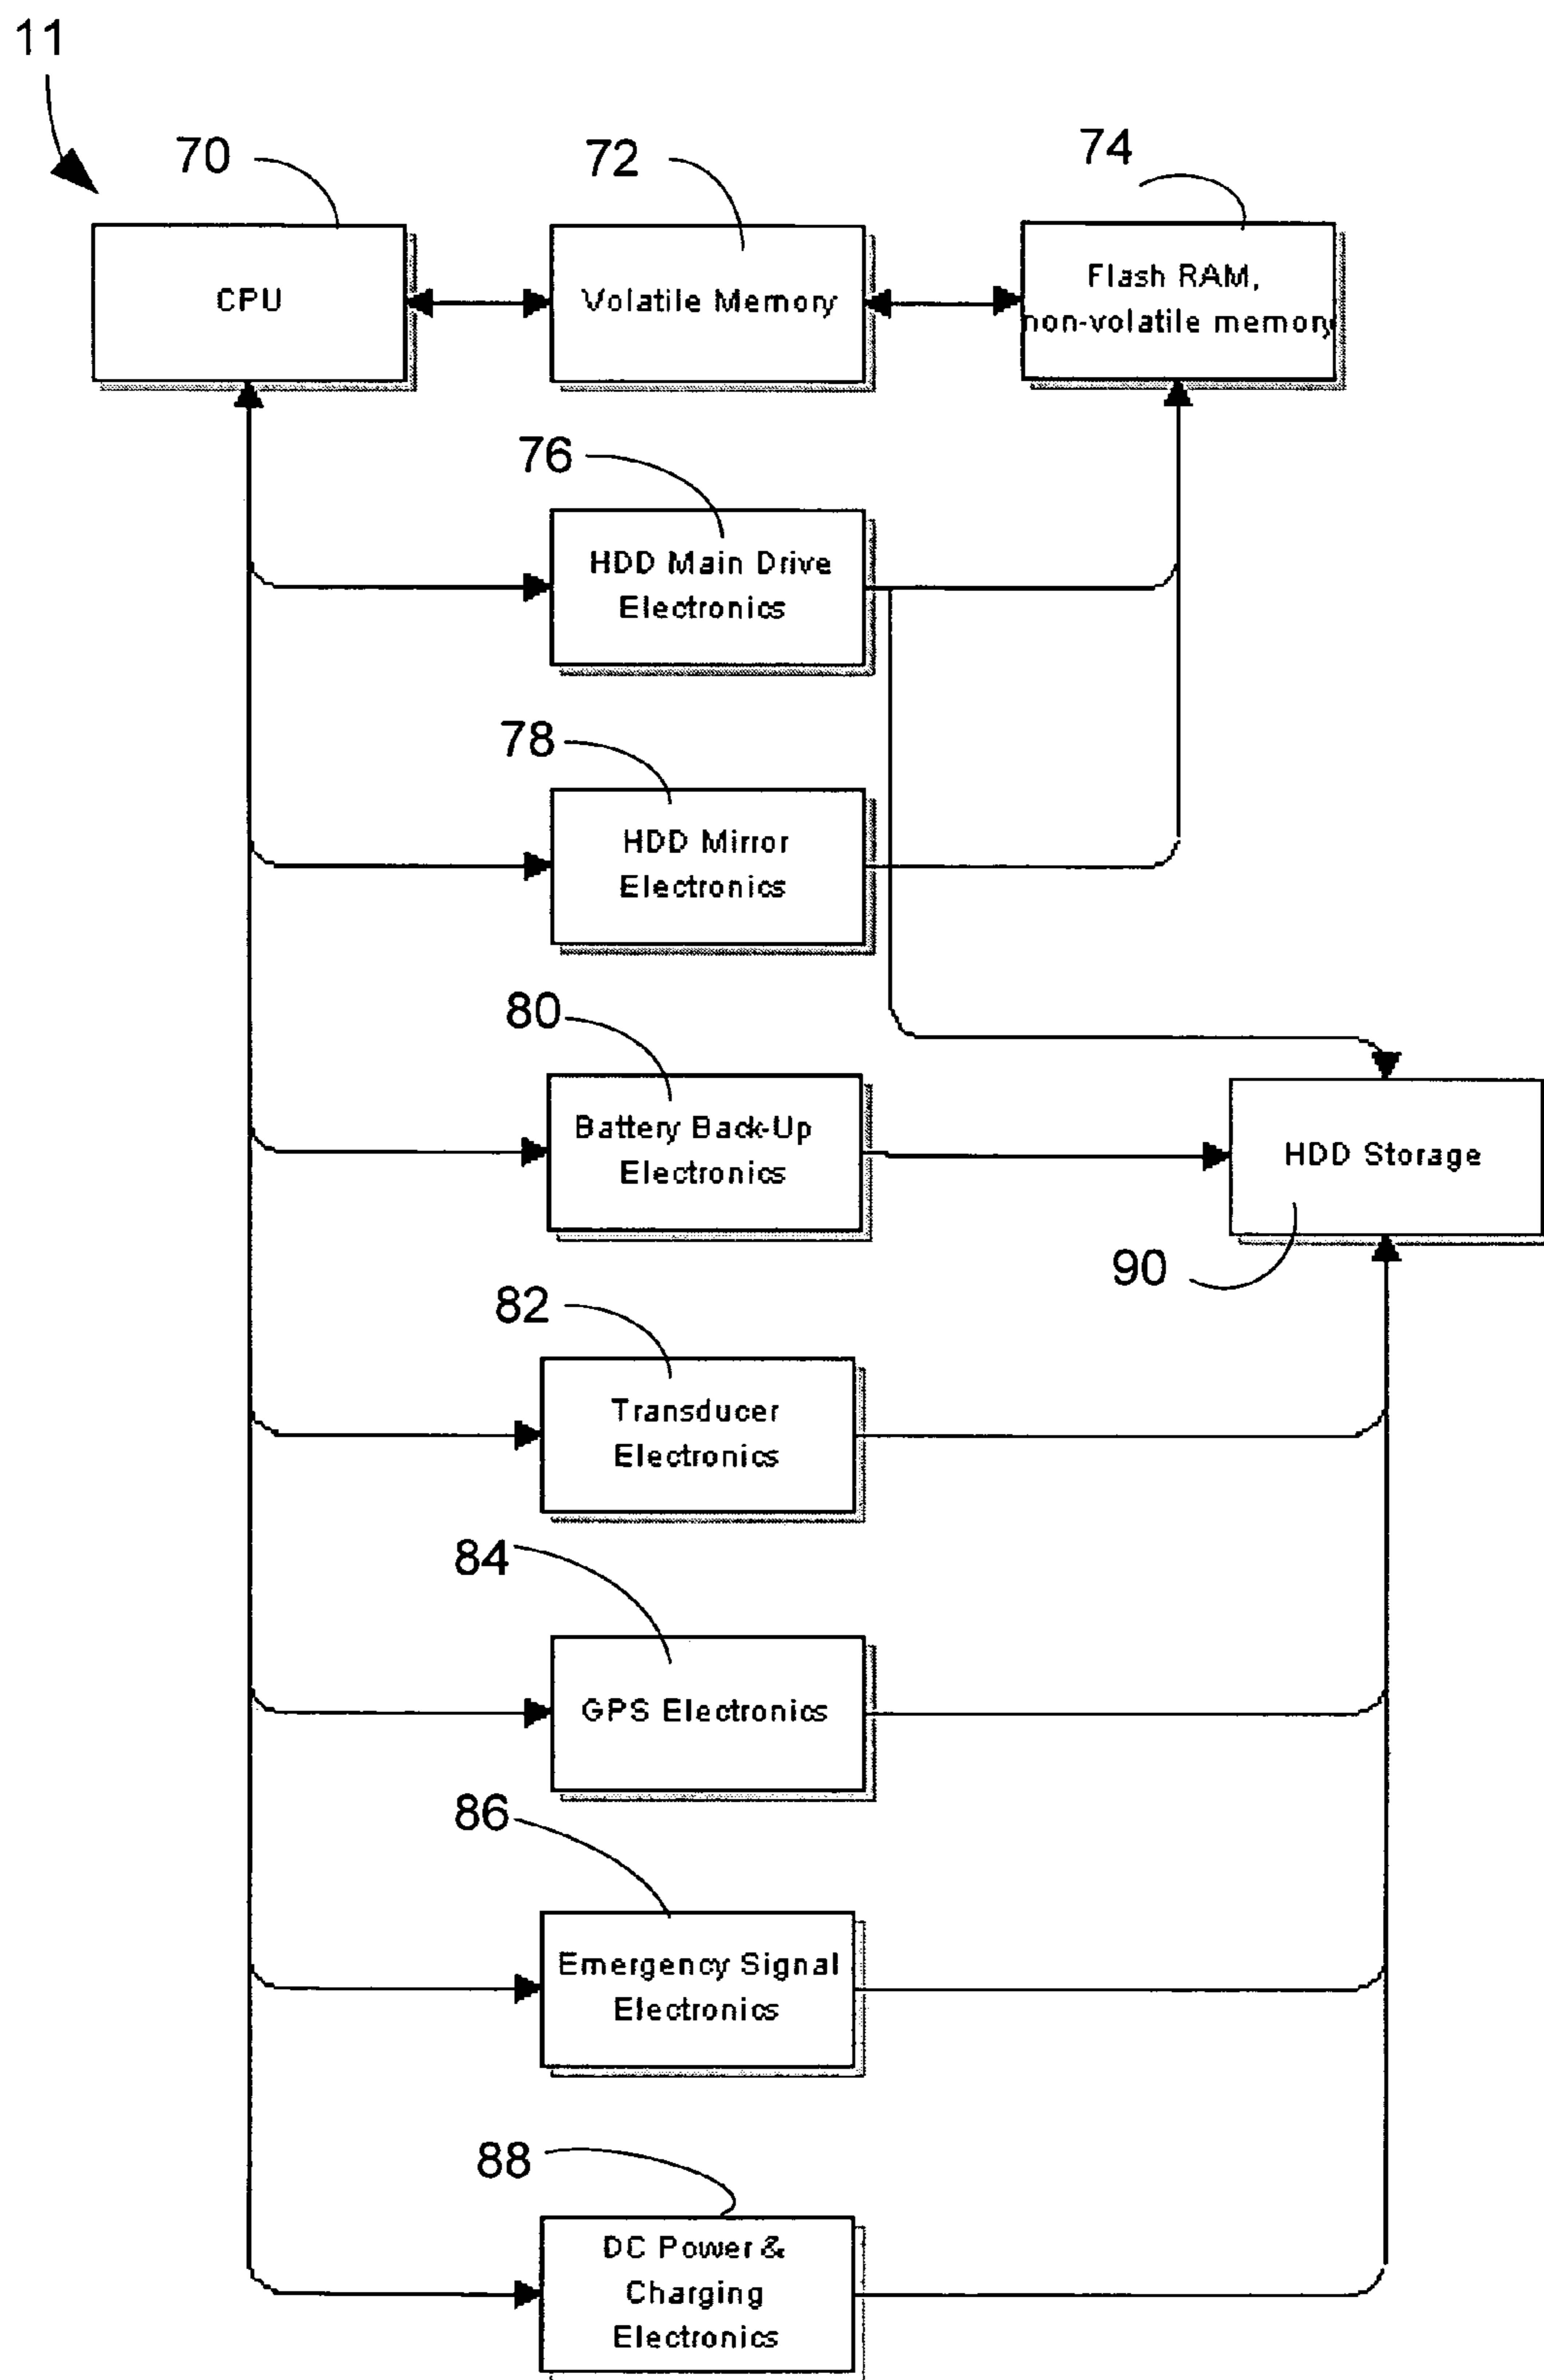 11
70
72
74
CPU
Volatile Memory
Flash RAM,
non-volatile memory
76
HDD Main Drive
Electronics
78
HDD Mirror
Electronics
80
Battery Back-Up
Electronics
HDD Storage
90
82
Transducer
Electronics
84
GPS Electronics
86
Emergency Signal
Electronics
88
DC Power &
Charging
Electronics